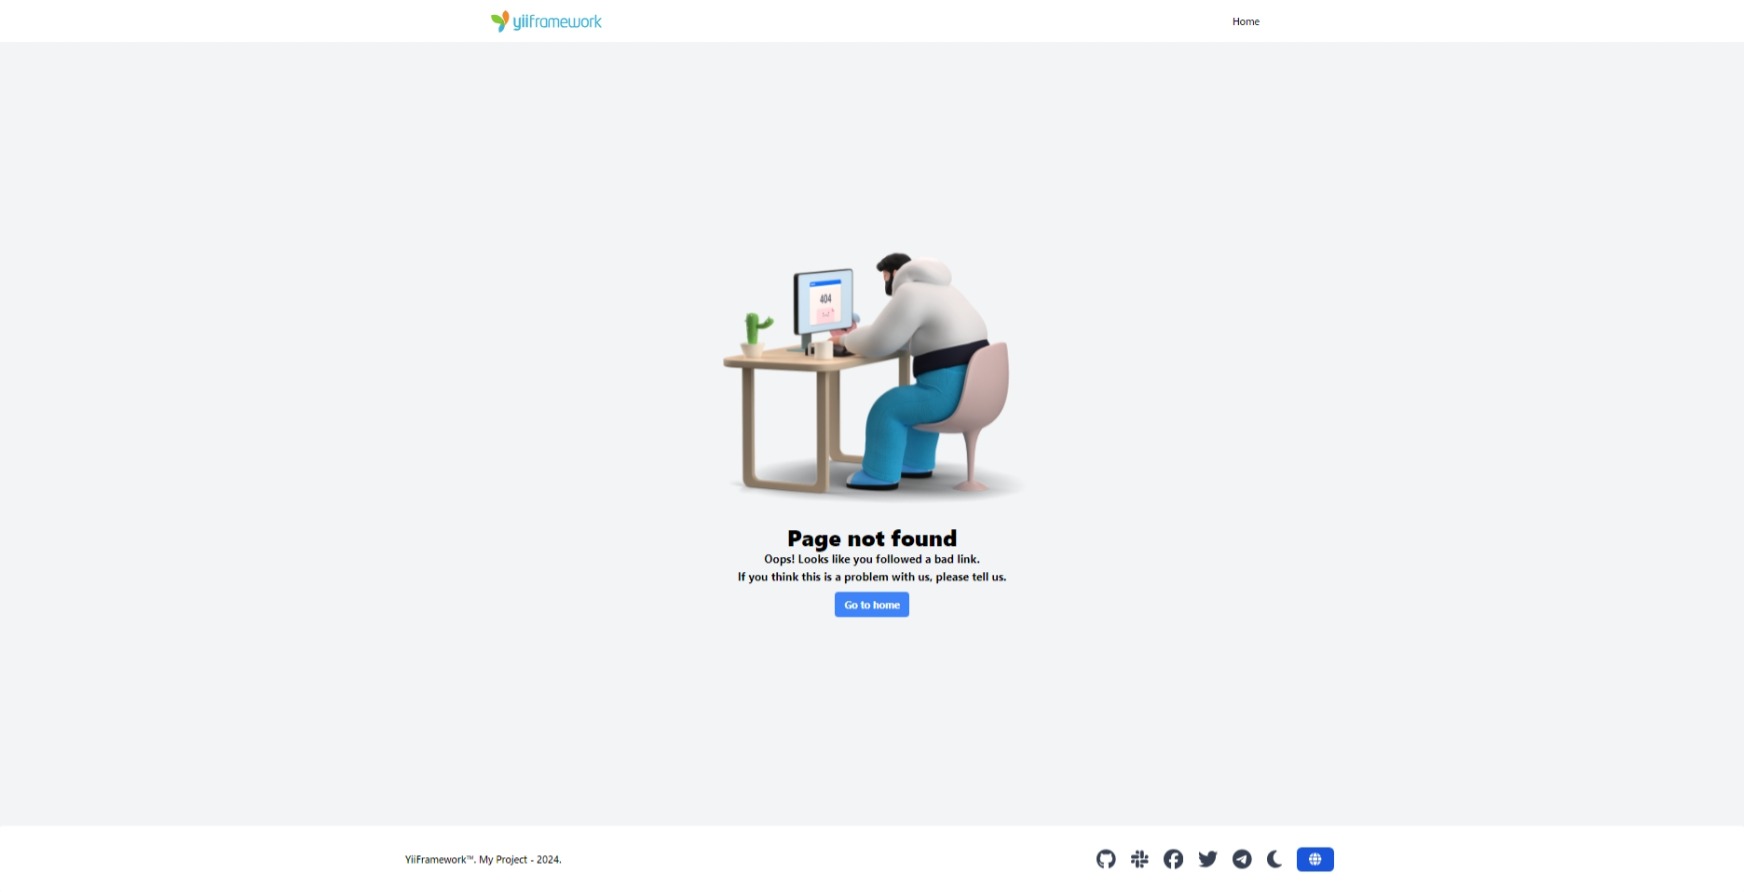 yiiframework
Home
404
Page not found
Oops! Looks like you followed a bad link.
If you think this is a problem with us, please tell us.
Go to home
YiiFramework™. My Project - 2024.